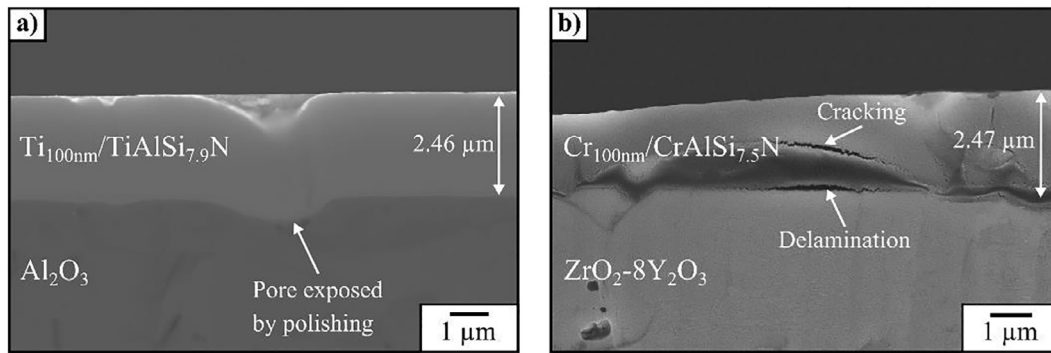 a)
Ti100nm/TiAlSi7.9N
2.46 µm
Al2O3
Pore exposed
by polishing
1 µm
b)
Cracking
Cr100nm/CrAlSi7.5N
2.47 µm
Delamination
ZrO2-8Y2O3
1 µm